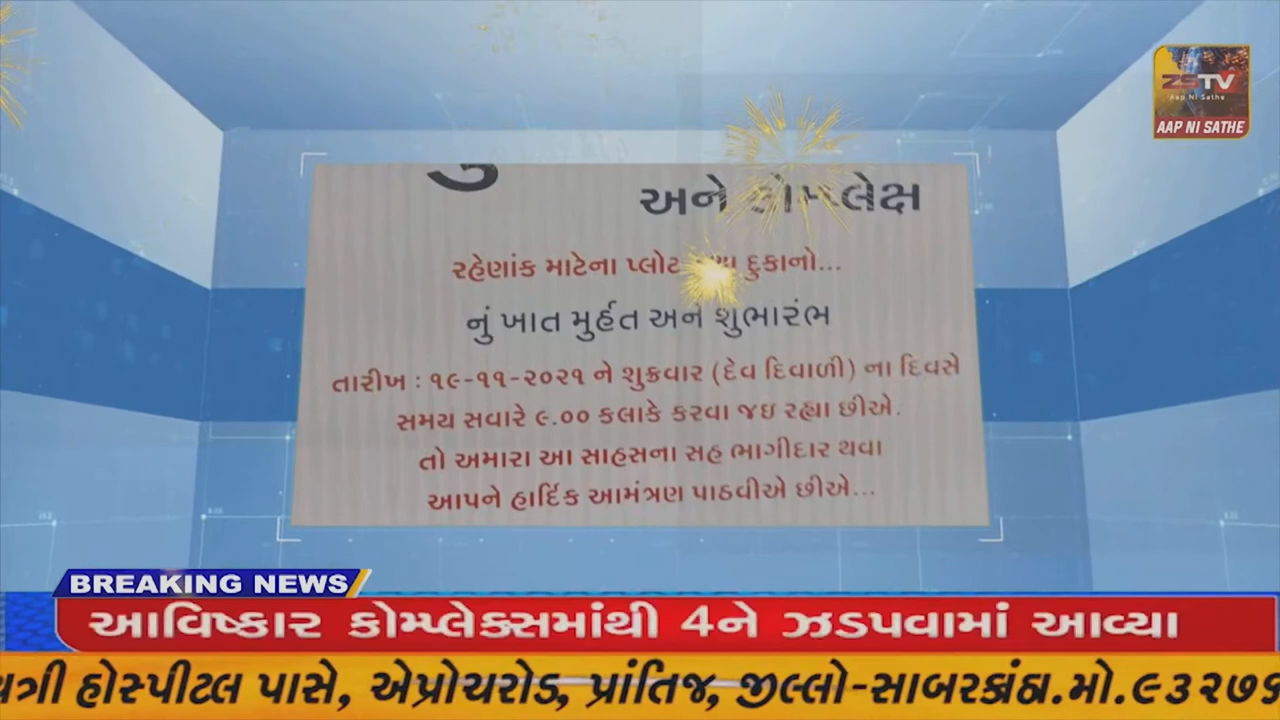 ZSTV
Aap Ni Sathe
AAP NI SATHE
અને
રહેણાંક માટેના પ્લોટ દુકાનો...
નું ખાત મુર્હત અને શુભારંભ
તારીખ : ૧૯-૧૧-૨૦૨૧ ને શુક્રવાર (દેવ દિવાળી) ના દિવસે
સમય સવારે ૯.૦૦ કલાકે કરવા જઇ રહ્યા છીએ.
તો અમારા આ સાહસના સહ ભાગીદાર થવા
આપને હાર્દિક આમંત્રણ પાઠવીએ છીએ...
BREAKING NEWS
આવિષ્કાર કોમ્પ્લેક્સમાંથી 4ને ઝડપવામાં આવ્યા
હોસ્પીટલ પાસે, એપ્રોચરોડ, પ્રાંતિજ, જીલ્લો-સાબરકાંઠા.મો.૯૩૨૭